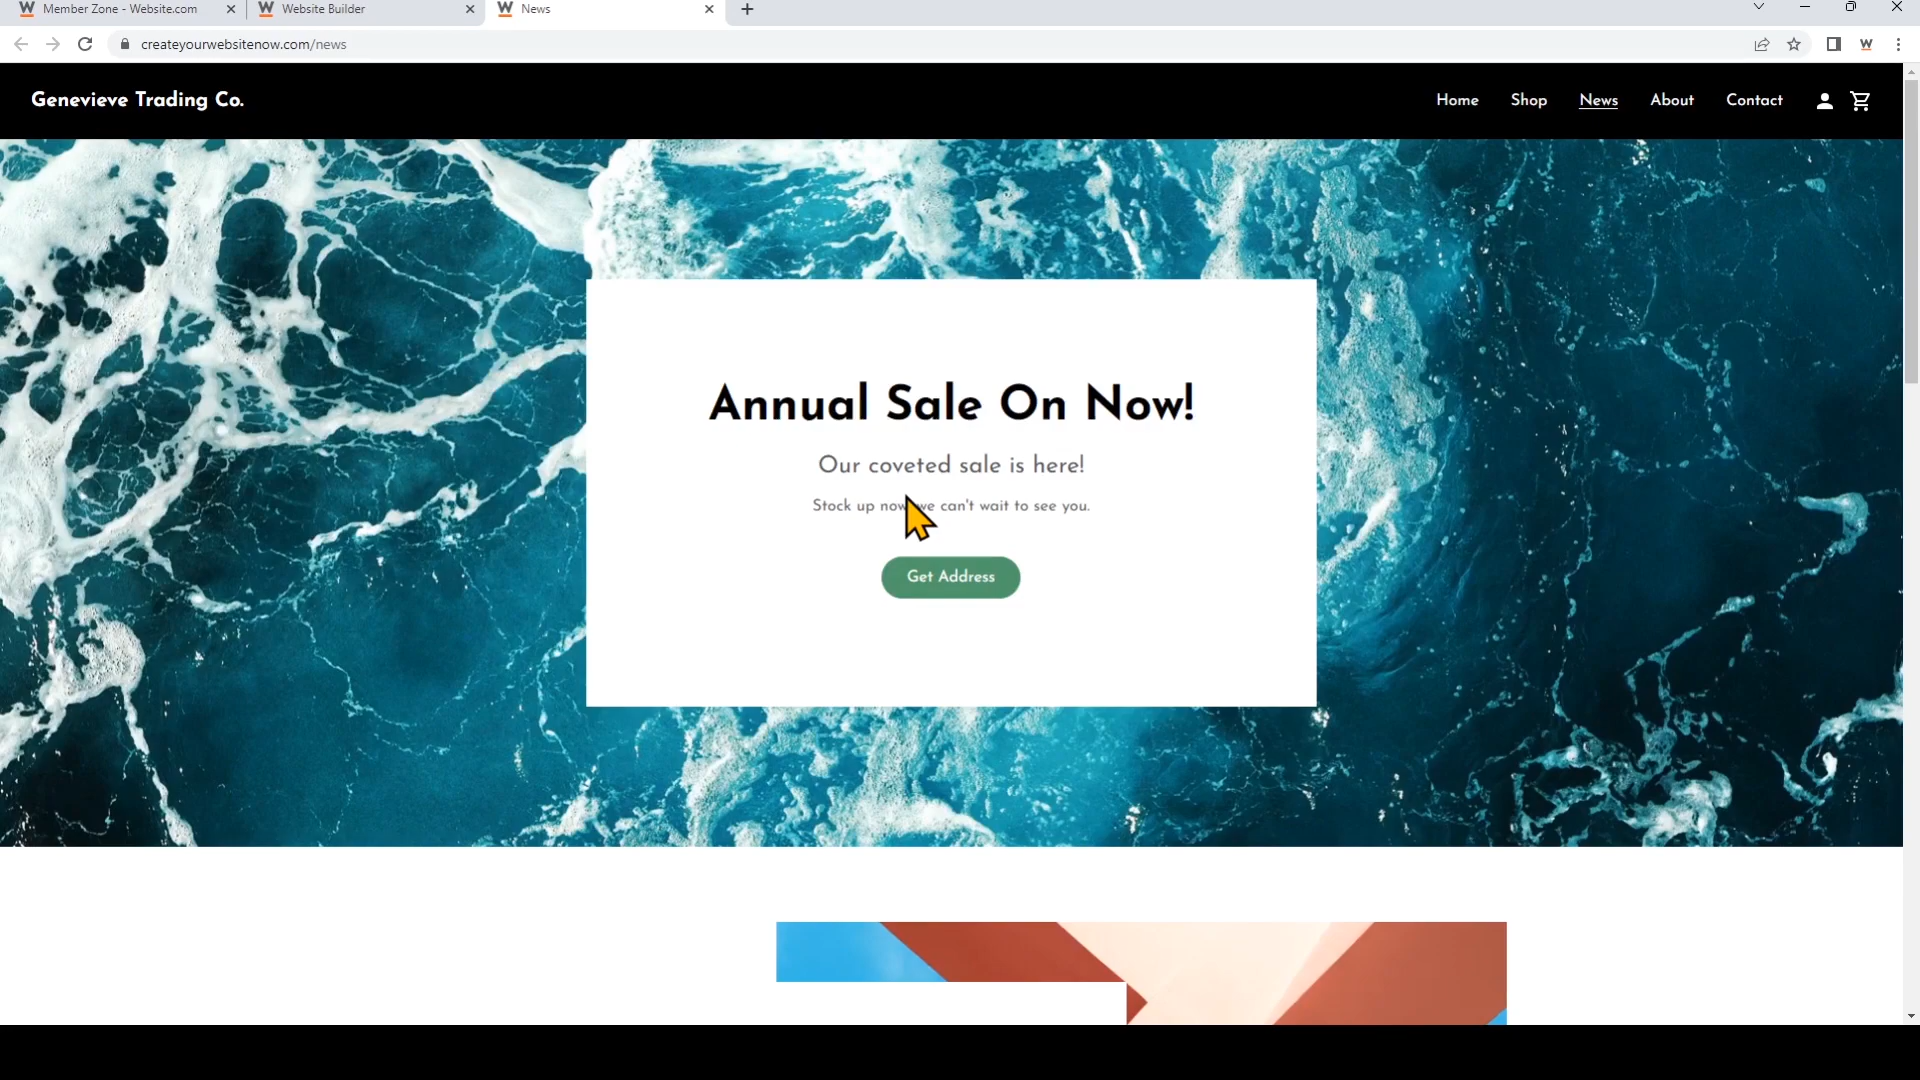 Member Zone - Website.com
Website Builder
News
createyourwebsitenow.com/news
Genevieve Trading Co.
Home
Shop
News
About
Contact
Annual Sale On Now!
Our coveted sale is here!
Stock up now we can't wait to see you.
Get Address